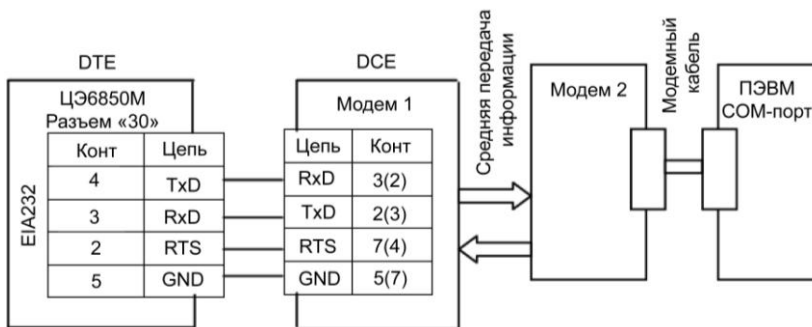 DTE
ЦЭ6850М
Разъем «30»
EIA232
Конт Цепь
4 TxD
3 RxD
2 RTS
5 GND
DCE
Модем 1
Цепь Конт
RxD 3(2)
TxD 2(3)
RTS 7(4)
GND 5(7)
Средняя передача
информации
Модем 2
Модемный
кабель
ПЭВМ
COM-порт